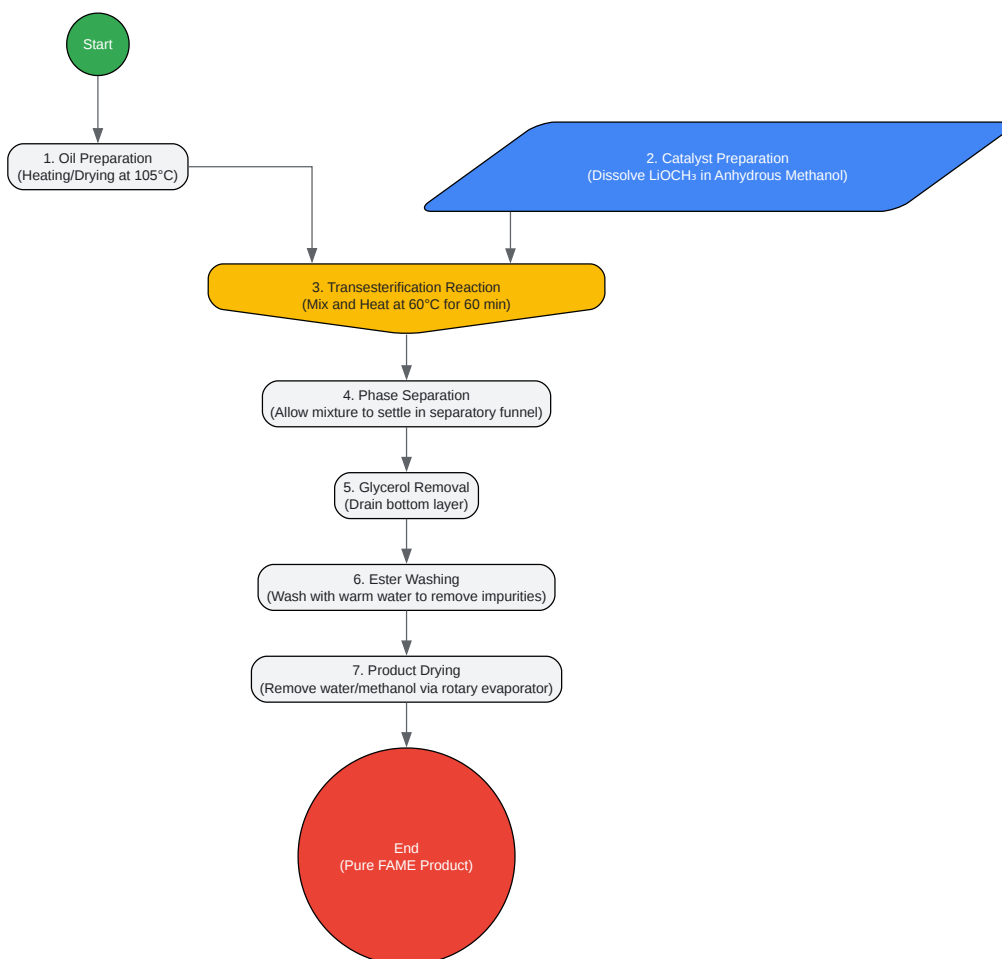 Start
1. Oil Preparation
(Heating/Drying at 105°C)
2. Catalyst Preparation
(Dissolve LiOCH₃ in Anhydrous Methanol)
3. Transesterification Reaction
(Mix and Heat at 60°C for 60 min)
4. Phase Separation
(Allow mixture to settle in separatory funnel)
5. Glycerol Removal
(Drain bottom layer)
6. Ester Washing
(Wash with warm water to remove impurities)
7. Product Drying
(Remove water/methanol via rotary evaporator)
End
(Pure FAME Product)